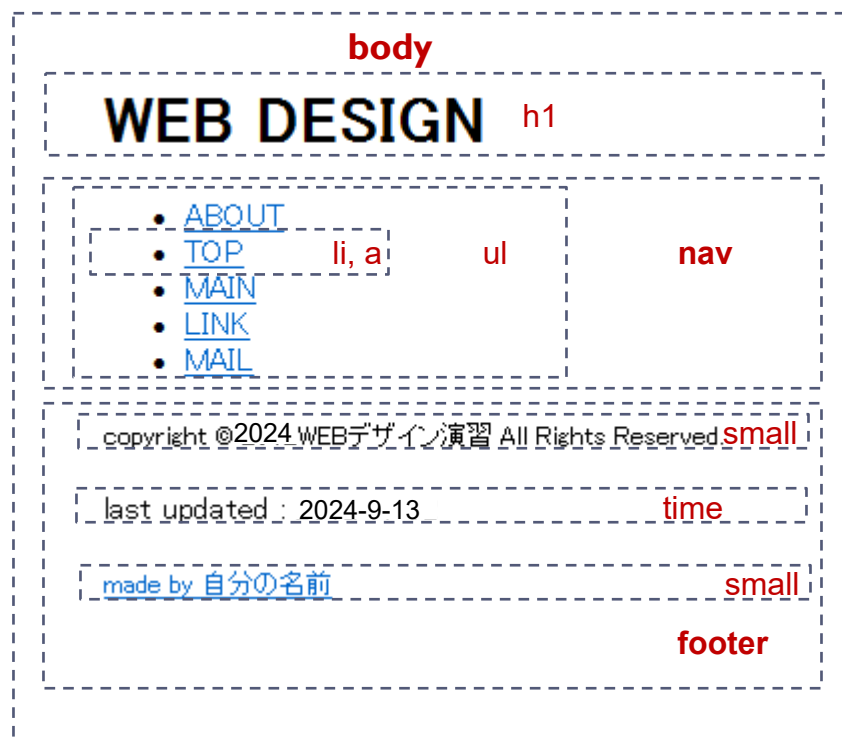 body
WEB DESIGN h1
ABOUT
TOP li, a ul nav
MAIN
LINK
MAIL
copyright ©2024 WEBデザイン演習 All Rights Reserved. small
last updated : 2024-9-13 time
made by 自分の名前 small
footer